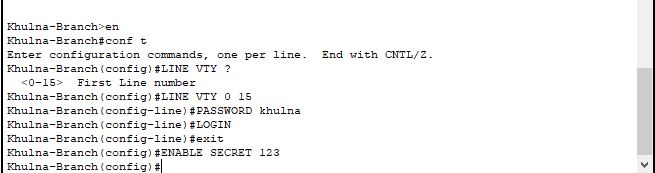 Khulna-Branch>en
Khulna-Branch#conf t
Enter configuration commands, one per line.  End with CNTL/Z.
Khulna-Branch(config)#LINE VTY ?
  <0-15>  First Line number
Khulna-Branch(config)#LINE VTY 0 15
Khulna-Branch(config-line)#PASSWORD khulna
Khulna-Branch(config-line)#LOGIN
Khulna-Branch(config-line)#exit
Khulna-Branch(config)#ENABLE SECRET 123
Khulna-Branch(config)#